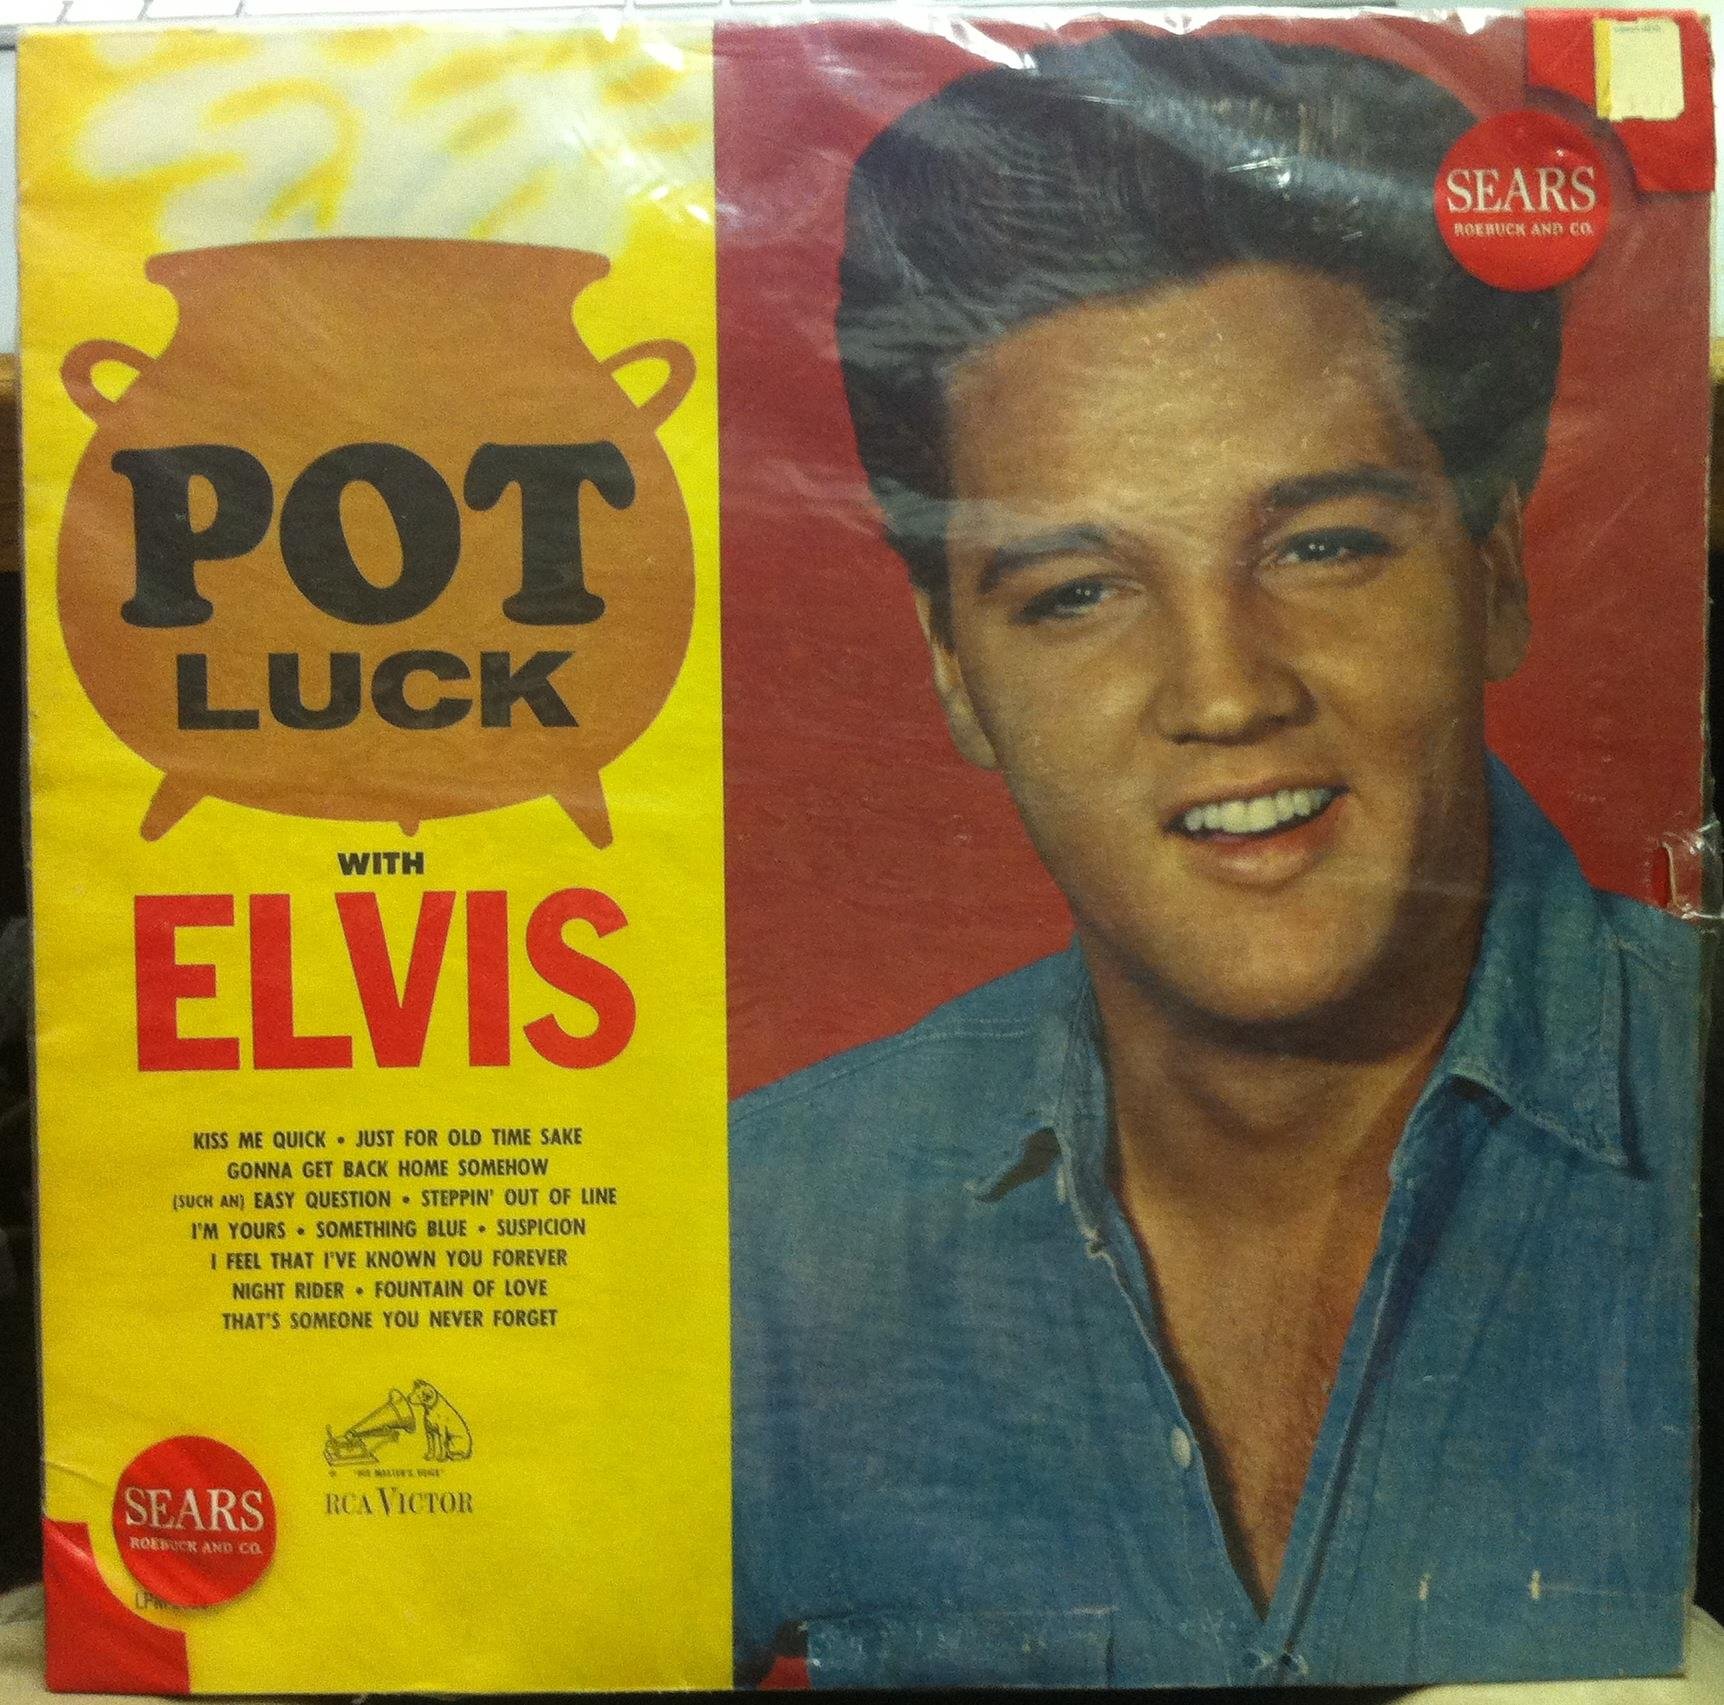 POT
LUCK
WITH
ELVIS
KISS ME QUICK • JUST FOR OLD TIME SAKE
GONNA GET BACK HOME SOMEHOW
(SUCH AN) EASY QUESTION • STEPPIN' OUT OF LINE
I'M YOURS • SOMETHING BLUE • SUSPICION
I FEEL THAT I'VE KNOWN YOU FOREVER
NIGHT RIDER • FOUNTAIN OF LOVE
THAT'S SOMEONE YOU NEVER FORGET
"HIS MASTER'S VOICE"
RCA VICTOR
SEARS
ROEBUCK AND CO.
SEARS
ROEBUCK AND CO.